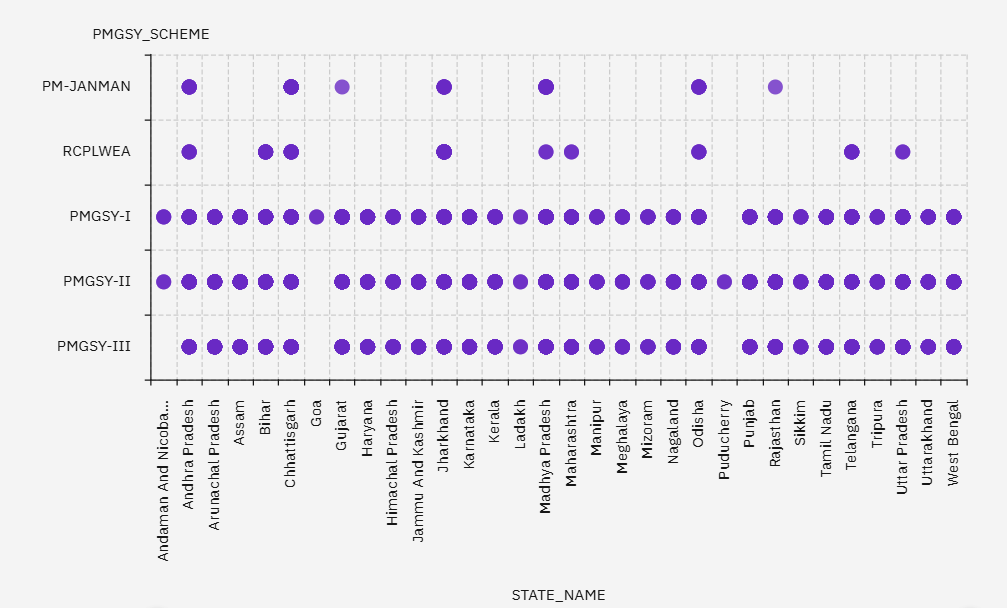 PMGSY_SCHEME
PM-JANMAN
RCPLWEA
PMGSY-I
PMGSY-II
PMGSY-III
Andaman And Nicoba...
Andhra Pradesh
Arunachal Pradesh
Assam
Bihar
Chhattisgarh
Goa
Gujarat
Haryana
Himachal Pradesh
Jammu And Kashmir
Jharkhand
Karnataka
Kerala
Ladakh
Madhya Pradesh
Maharashtra
Manipur
Meghalaya
Mizoram
Nagaland
Odisha
Puducherry
Punjab
Rajasthan
Sikkim
Tamil Nadu
Telangana
Tripura
Uttar Pradesh
Uttarakhand
West Bengal
STATE_NAME